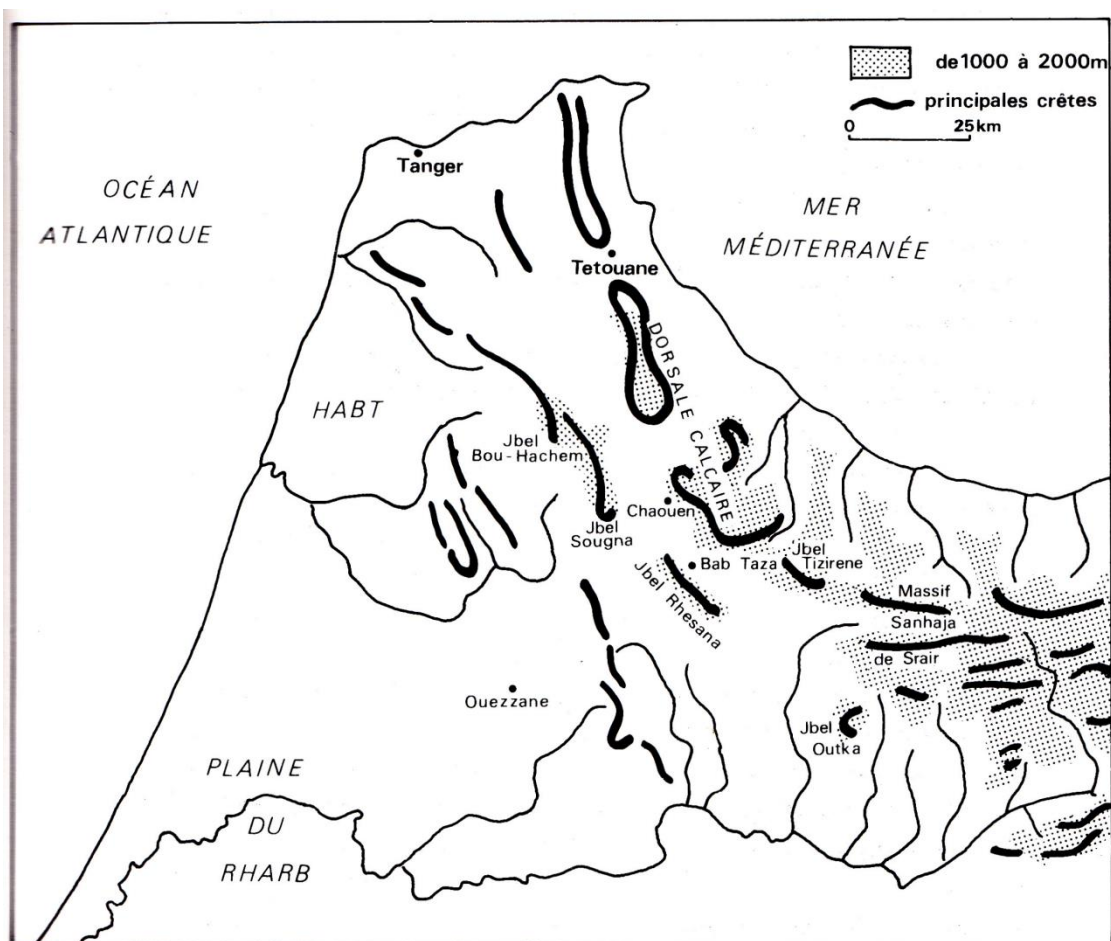 de 1000 à 2000m
principales crêtes
0 25km
Tanger
OCÉAN
ATLANTIQUE
MER
MÉDITERRANÉE
Tetouane
DORSALE CALCAIRE
HABT
Jbel
Bou-Hachem
Chaouen
Jbel
Sougna
Bab Taza
Jbel
Tizirene
Jbel Rhesana
Massif
Sanhaja
de Srair
Ouezzane
Jbel
Outka
PLAINE
DU
RHARB